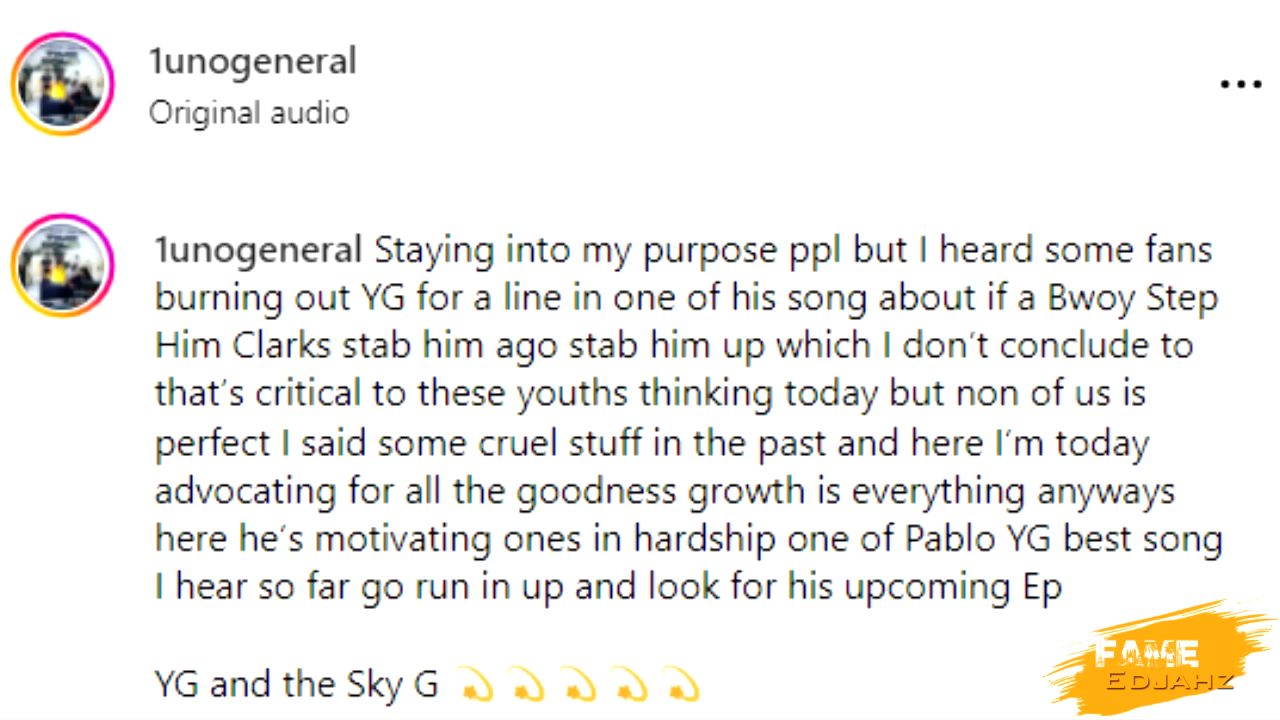 1unogeneral
Original audio
1unogeneral Staying into my purpose ppl but I heard some fans
burning out YG for a line in one of his song about if a Bwoy Step
Him Clarks stab him ago stab him up which I don't conclude to
that's critical to these youths thinking today but non of us is
perfect I said some cruel stuff in the past and here I'm today
advocating for all the goodness growth is everything anyways
here he's motivating ones in hardship one of Pablo YG best song
I hear so far go run in up and look for his upcoming Ep
YG and the Sky G 💫 💫 💫 💫 💫
FAME
EDJAHZ